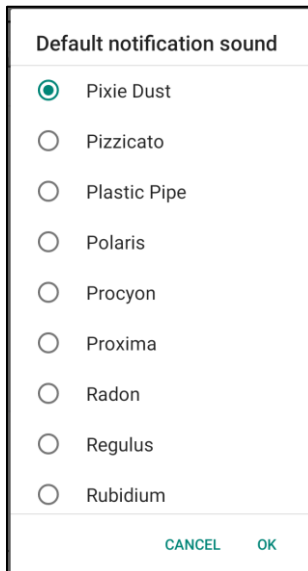 Default notification sound
Pixie Dust
Pizzicato
Plastic Pipe
Polaris
Procyon
Proxima
Radon
Regulus
Rubidium
CANCEL OK